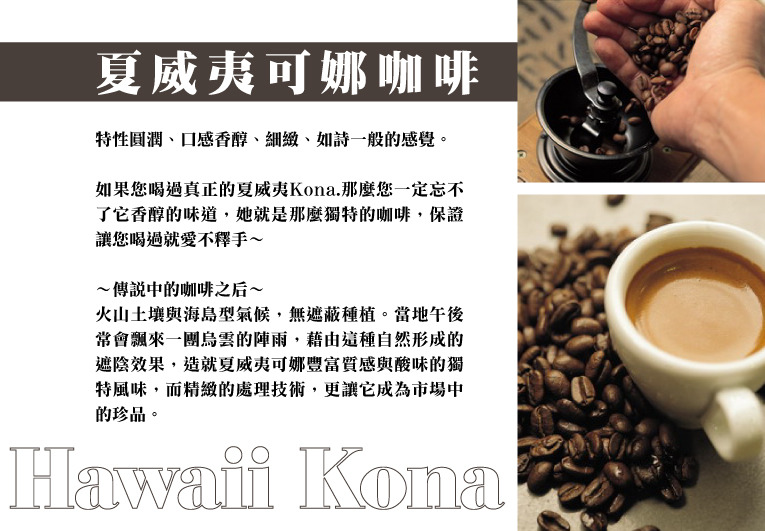 夏威夷可娜咖啡
特性圓潤、口感香醇、細緻、如詩一般的感覺。
如果您喝過真正的夏威夷Kona.那麼您一定忘不
了它香醇的味道，她就是那麼獨特的咖啡，保證
讓您喝過就愛不釋手～
～傳說中的咖啡之后～
火山土壤與海島型氣候，無遮蔽種植。當地午後
常會飄來一團烏雲的陣雨，藉由這種自然形成的
遮陰效果，造就夏威夷可娜豐富質感與酸味的獨
特風味，而精緻的處理技術，更讓它成為市場中
的珍品。
Hawaii Kona